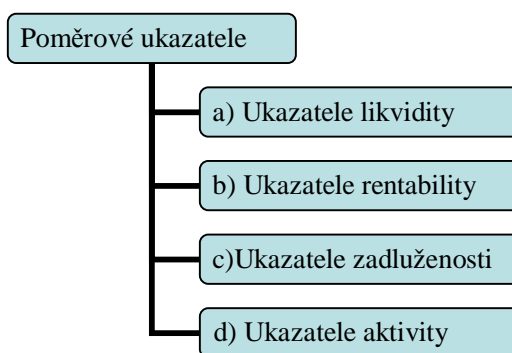 Poměrové ukazatele
a) Ukazatele likvidity
b) Ukazatele rentability
c)Ukazatele zadluženosti
d) Ukazatele aktivity